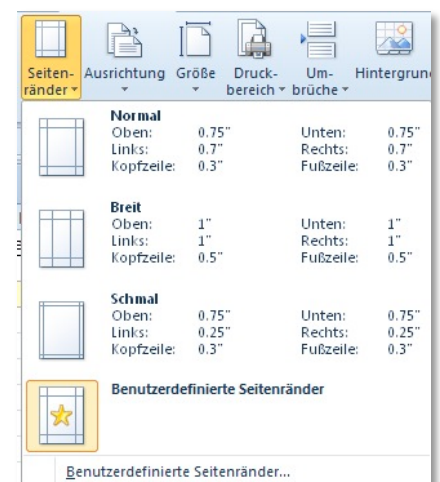 Seiten-
ränder
Ausrichtung
Größe
Druck-
bereich
Um-
brüche
Hintergrun
Normal
Oben: 0.75" Unten: 0.75"
Links: 0.7" Rechts: 0.7"
Kopfzeile: 0.3" Fußzeile: 0.3"
Breit
Oben: 1" Unten: 1"
Links: 1" Rechts: 1"
Kopfzeile: 0.5" Fußzeile: 0.5"
Schmal
Oben: 0.75" Unten: 0.75"
Links: 0.25" Rechts: 0.25"
Kopfzeile: 0.3" Fußzeile: 0.3"
Benutzerdefinierte Seitenränder
Benutzerdefinierte Seitenränder...